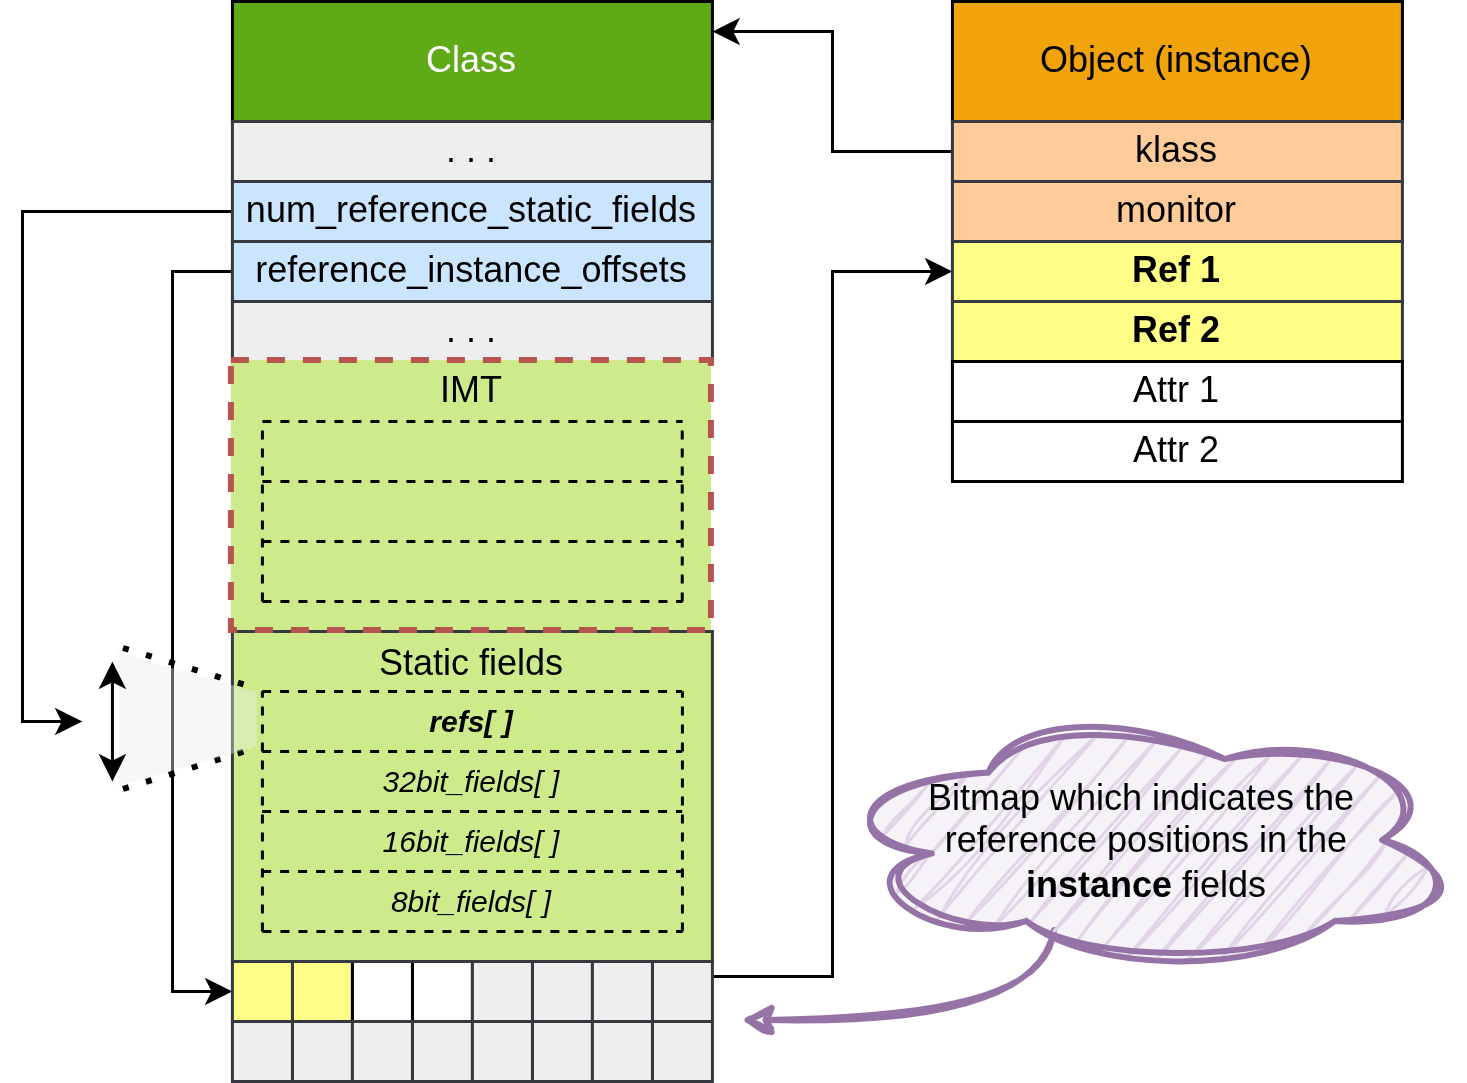 Class
. . .
num_reference_static_fields
reference_instance_offsets
. . .
IMT
Static fields
refs[ ]
32bit_fields[ ]
16bit_fields[ ]
8bit_fields[ ]
Object (instance)
klass
monitor
Ref 1
Ref 2
Attr 1
Attr 2
Bitmap which indicates the
reference positions in the
instance fields